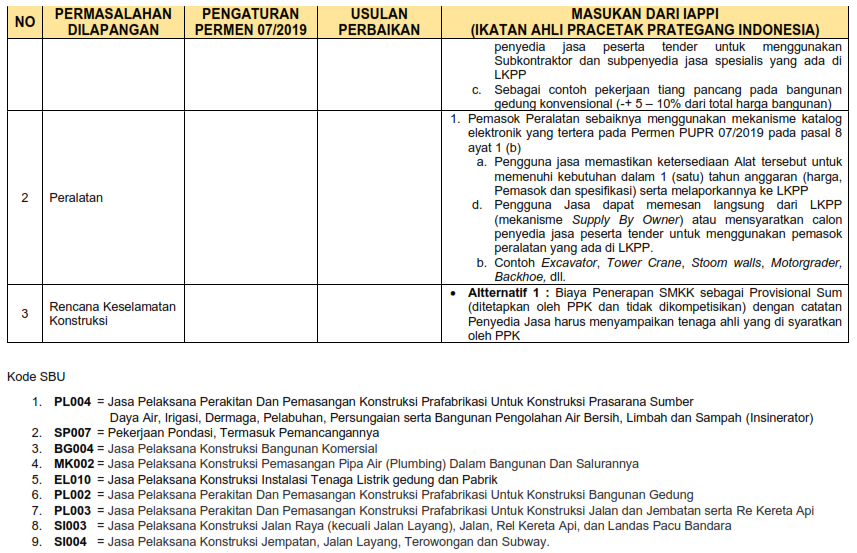 NO
PERMASALAHAN
DILAPANGAN
PENGATURAN
PERMEN 07/2019
USULAN
PERBAIKAN
MASUKAN DARI IAPPI
(IKATAN AHLI PRACETAK PRATEGANG INDONESIA)
penyedia jasa peserta tender untuk menggunakan
Subkontraktor dan subpenyedia jasa spesialis yang ada di
LKPP
c. Sebagai contoh pekerjaan tiang pancang pada bangunan
gedung konvensional (-+ 5 – 10% dari total harga bangunan)
2
Peralatan
1. Pemasok Peralatan sebaiknya menggunakan mekanisme katalog
elektronik yang tertera pada Permen PUPR 07/2019 pada pasal 8
ayat 1 (b)
a. Pengguna jasa memastikan ketersediaan Alat tersebut untuk
memenuhi kebutuhan dalam 1 (satu) tahun anggaran (harga,
Pemasok dan spesifikasi) serta melaporkannya ke LKPP
d. Pengguna Jasa dapat memesan langsung dari LKPP
(mekanisme Supply By Owner) atau mensyaratkan calon
penyedia jasa peserta tender untuk menggunakan pemasok
peralatan yang ada di LKPP.
b. Contoh Excavator, Tower Crane, Stoom walls, Motorgrader,
Backhoe, dll.
3
Rencana Keselamatan
Konstruksi
• Altternatif 1 : Biaya Penerapan SMKK sebagai Provisional Sum
(ditetapkan oleh PPK dan tidak dikompetisikan) dengan catatan
Penyedia Jasa harus menyampaikan tenaga ahli yang di syaratkan
oleh PPK
Kode SBU
1. PL004 = Jasa Pelaksana Perakitan Dan Pemasangan Konstruksi Prafabrikasi Untuk Konstruksi Prasarana Sumber
Daya Air, Irigasi, Dermaga, Pelabuhan, Persungaian serta Bangunan Pengolahan Air Bersih, Limbah dan Sampah (Insinerator)
2. SP007 = Pekerjaan Pondasi, Termasuk Pemancangannya
3. BG004 = Jasa Pelaksana Konstruksi Bangunan Komersial
4. MK002 = Jasa Pelaksana Konstruksi Pemasangan Pipa Air (Plumbing) Dalam Bangunan Dan Salurannya
5. EL010 = Jasa Pelaksana Konstruksi Instalasi Tenaga Listrik gedung dan Pabrik
6. PL002 = Jasa Pelaksana Perakitan Dan Pemasangan Konstruksi Prafabrikasi Untuk Konstruksi Bangunan Gedung
7. PL003 = Jasa Pelaksana Perakitan Dan Pemasangan Konstruksi Prafabrikasi Untuk Konstruksi Jalan dan Jembatan serta Re Kereta Api
8. SI003 = Jasa Pelaksana Konstruksi Jalan Raya (kecuali Jalan Layang), Jalan, Rel Kereta Api, dan Landas Pacu Bandara
9. SI004 = Jasa Pelaksana Konstruksi Jempatan, Jalan Layang, Terowongan dan Subway.